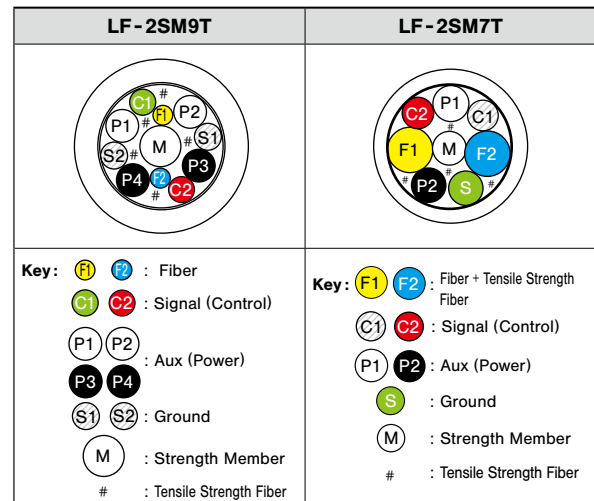 LF-2SM9T
LF-2SM7T
C1 # F1 P2
P1 # # S1
S2 # M P3
P4 F2 C2
#
P1
C2 C1
#
F1 M F2
# P2 S # #
Key: F1 F2 : Fiber
C1 C2 : Signal (Control)
P1 P2
: Aux (Power)
P3 P4
S1 S2 : Ground
M : Strength Member
# : Tensile Strength Fiber
Key: F1 F2 : Fiber + Tensile Strength
Fiber
C1 C2 : Signal (Control)
P1 P2 : Aux (Power)
S : Ground
M : Strength Member
# : Tensile Strength Fiber